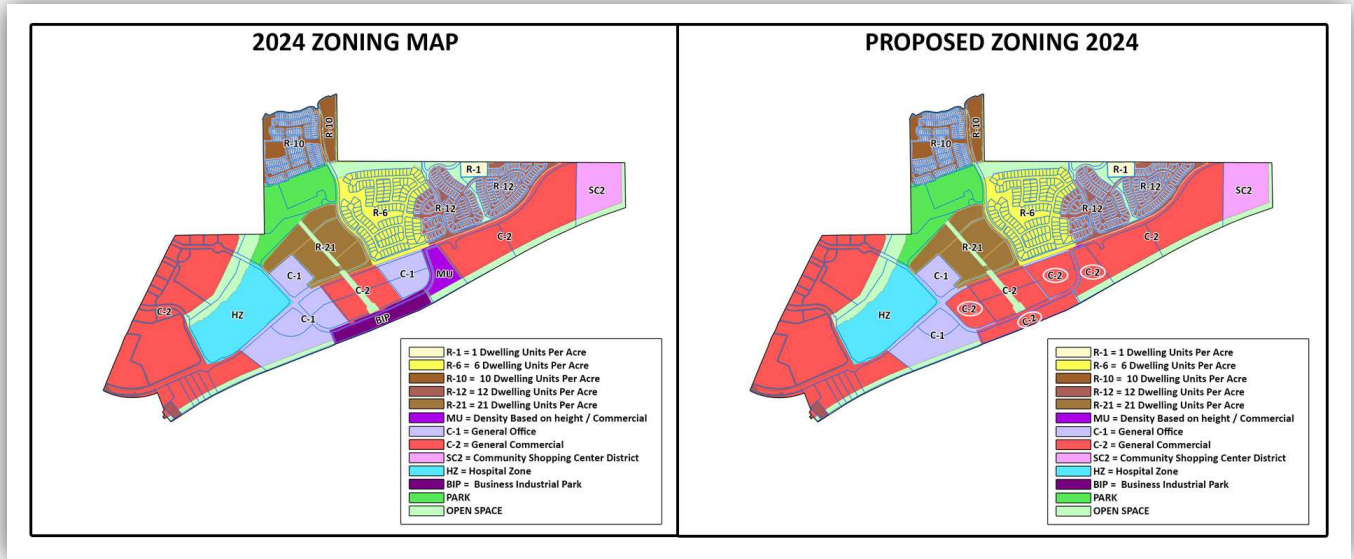 2024 ZONING MAP
R-10
R-10
R-1
R-12
SC2
R-12
R-6
R-21
C-2
C-1
C-1
MU
C-2
HZ
C-2
C-1
BIP
R-1 = 1 Dwelling Units Per Acre
R-6 = 6 Dwelling Units Per Acre
R-10 = 10 Dwelling Units Per Acre
R-12 = 12 Dwelling Units Per Acre
R-21 = 21 Dwelling Units Per Acre
MU = Density Based on height / Commercial
C-1 = General Office
C-2 = General Commercial
SC2 = Community Shopping Center District
HZ = Hospital Zone
BIP = Business Industrial Park
PARK
OPEN SPACE
PROPOSED ZONING 2024
R-10
R-10
R-1
R-12
SC2
R-12
R-6
C-2
R-21
C-1
C-2
C-2
C-2
C-2
C-2
HZ
C-2
C-1
R-1 = 1 Dwelling Units Per Acre
R-6 = 6 Dwelling Units Per Acre
R-10 = 10 Dwelling Units Per Acre
R-12 = 12 Dwelling Units Per Acre
R-21 = 21 Dwelling Units Per Acre
MU = Density Based on height / Commercial
C-1 = General Office
C-2 = General Commercial
SC2 = Community Shopping Center District
HZ = Hospital Zone
BIP = Business Industrial Park
PARK
OPEN SPACE